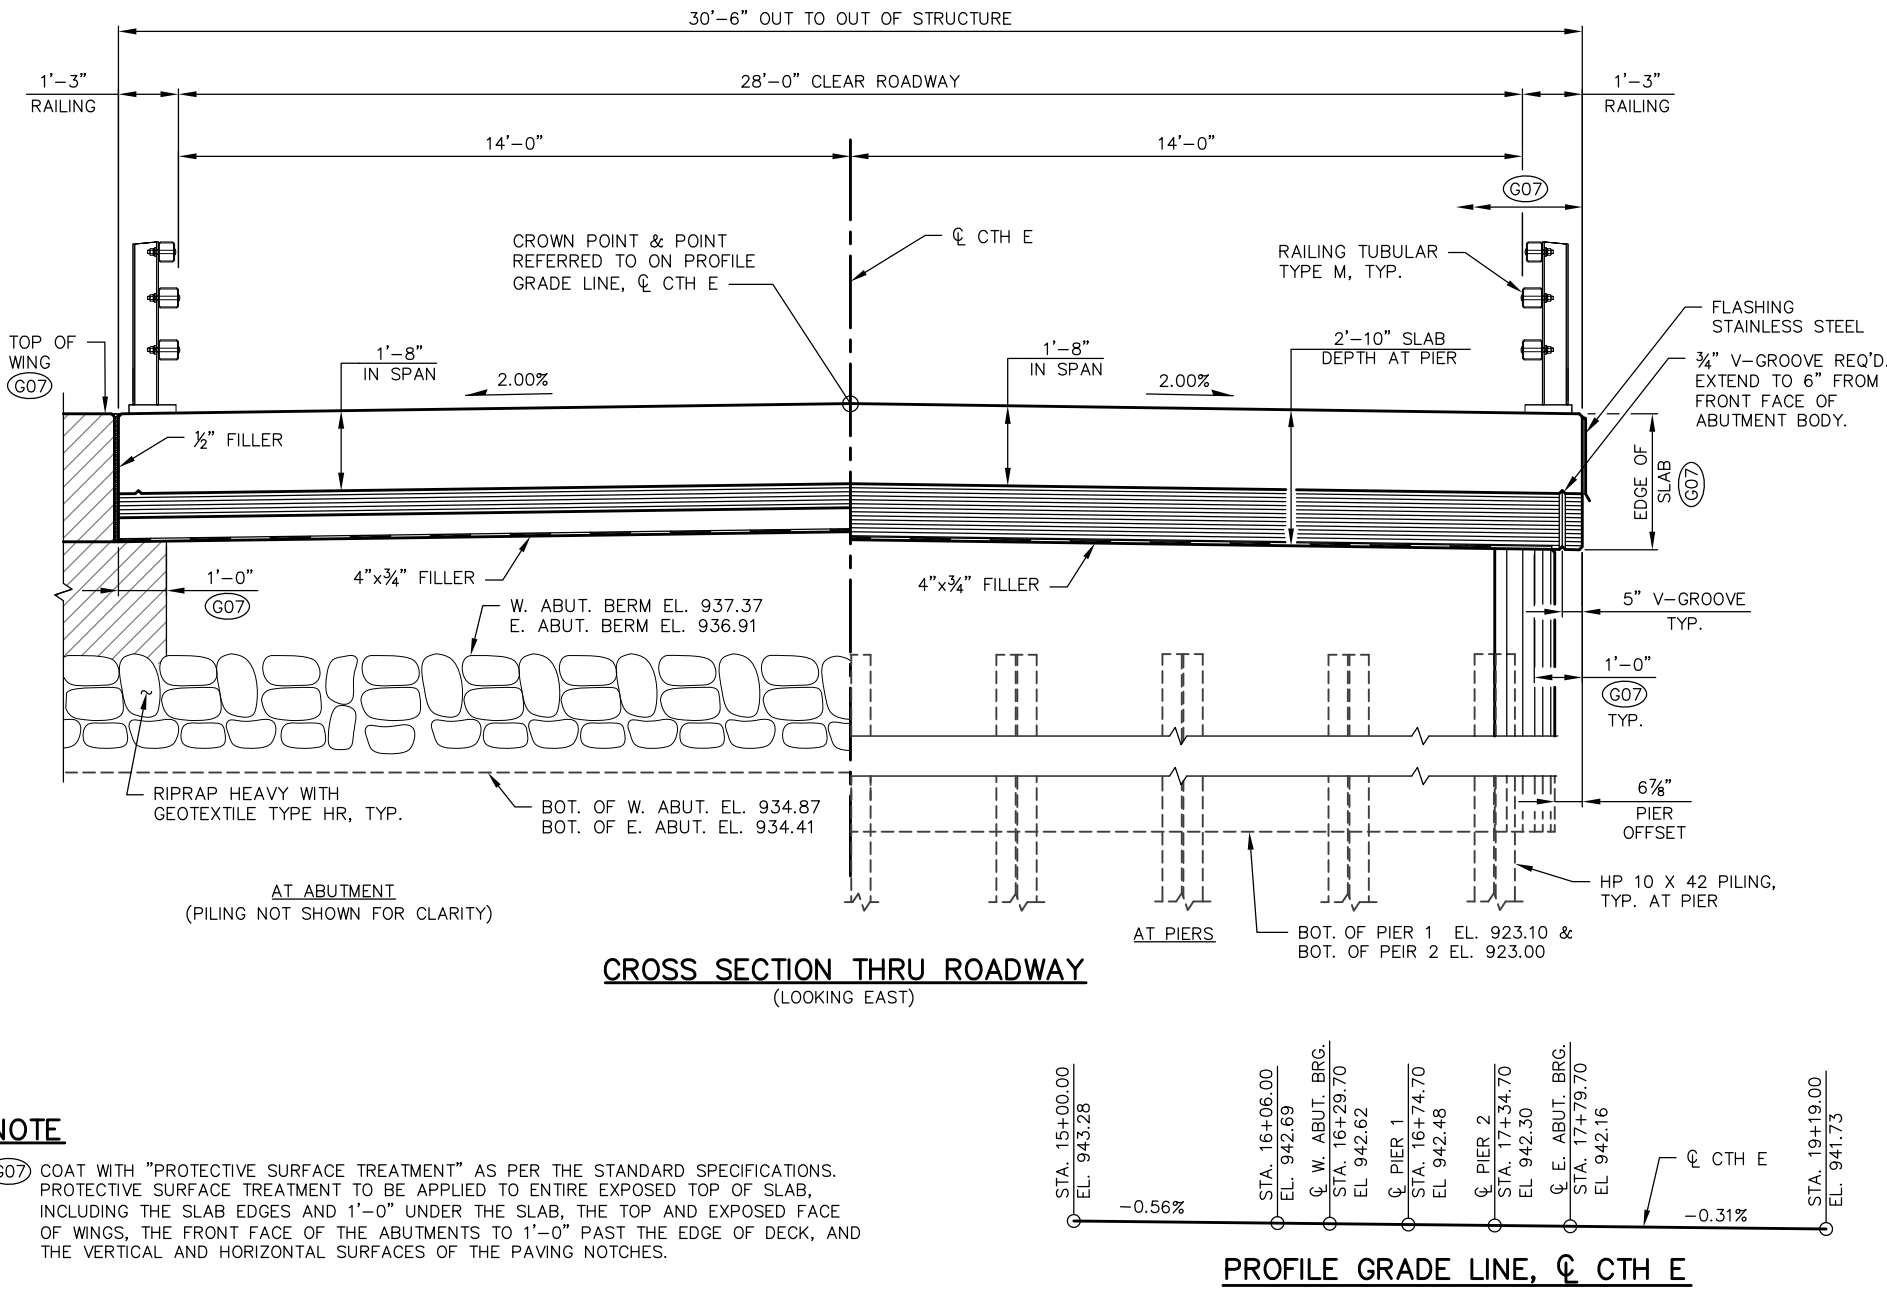 30'-6" OUT TO OUT OF STRUCTURE
1'-3"
RAILING
28'-0" CLEAR ROADWAY
1'-3"
RAILING
14'-0"
14'-0"
G07
CROWN POINT & POINT
REFERRED TO ON PROFILE
GRADE LINE, ℄ CTH E
℄ CTH E
RAILING TUBULAR
TYPE M, TYP.
FLASHING
STAINLESS STEEL
TOP OF
WING
G07
1'-8"
IN SPAN
2.00%
1'-8"
IN SPAN
2.00%
2'-10" SLAB
DEPTH AT PIER
¾" V-GROOVE REQ'D.
EXTEND TO 6" FROM
FRONT FACE OF
ABUTMENT BODY.
½" FILLER
EDGE OF
SLAB
G07
1'-0"
G07
4"x¾" FILLER
4"x¾" FILLER
5" V-GROOVE
TYP.
W. ABUT. BERM EL. 937.37
E. ABUT. BERM EL. 936.91
1'-0"
G07
TYP.
RIPRAP HEAVY WITH
GEOTEXTILE TYPE HR, TYP.
BOT. OF W. ABUT. EL. 934.87
BOT. OF E. ABUT. EL. 934.41
6⅞"
PIER
OFFSET
HP 10 X 42 PILING,
TYP. AT PIER
AT ABUTMENT
(PILING NOT SHOWN FOR CLARITY)
AT PIERS
BOT. OF PIER 1 EL. 923.10 &
BOT. OF PEIR 2 EL. 923.00
CROSS SECTION THRU ROADWAY
(LOOKING EAST)
NOTE
G07 COAT WITH "PROTECTIVE SURFACE TREATMENT" AS PER THE STANDARD SPECIFICATIONS.
PROTECTIVE SURFACE TREATMENT TO BE APPLIED TO ENTIRE EXPOSED TOP OF SLAB,
INCLUDING THE SLAB EDGES AND 1'-0" UNDER THE SLAB, THE TOP AND EXPOSED FACE
OF WINGS, THE FRONT FACE OF THE ABUTMENTS TO 1'-0" PAST THE EDGE OF DECK, AND
THE VERTICAL AND HORIZONTAL SURFACES OF THE PAVING NOTCHES.
STA. 15+00.00
EL. 943.28
STA. 16+06.00
EL. 942.69
℄ W. ABUT. BRG.
STA. 16+29.70
EL 942.62
℄ PIER 1
STA. 16+74.70
EL 942.48
℄ PIER 2
STA. 17+34.70
EL 942.30
℄ E. ABUT. BRG.
STA. 17+79.70
EL 942.16
STA. 19+19.00
EL. 941.73
-0.56%
-0.31%
℄ CTH E
PROFILE GRADE LINE, ℄ CTH E